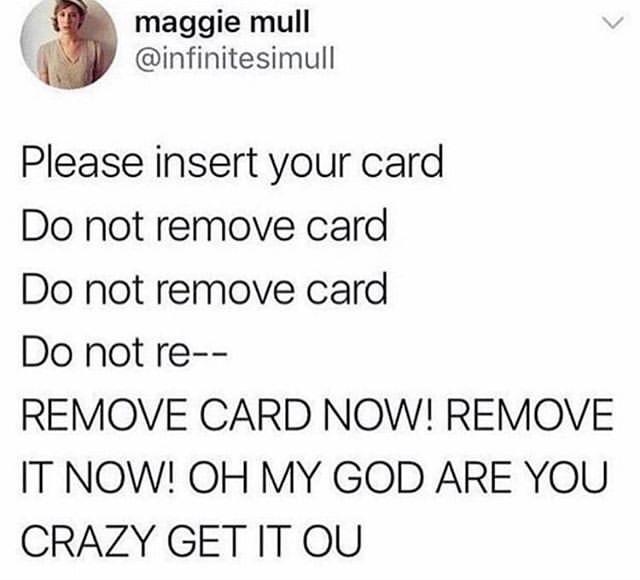 maggie mull
@infinitesimull
Please insert your card
Do not remove card
Do not remove card
Do not re--
REMOVE CARD NOW! REMOVE
IT NOW! OH MY GOD ARE YOU
CRAZY GET IT OU